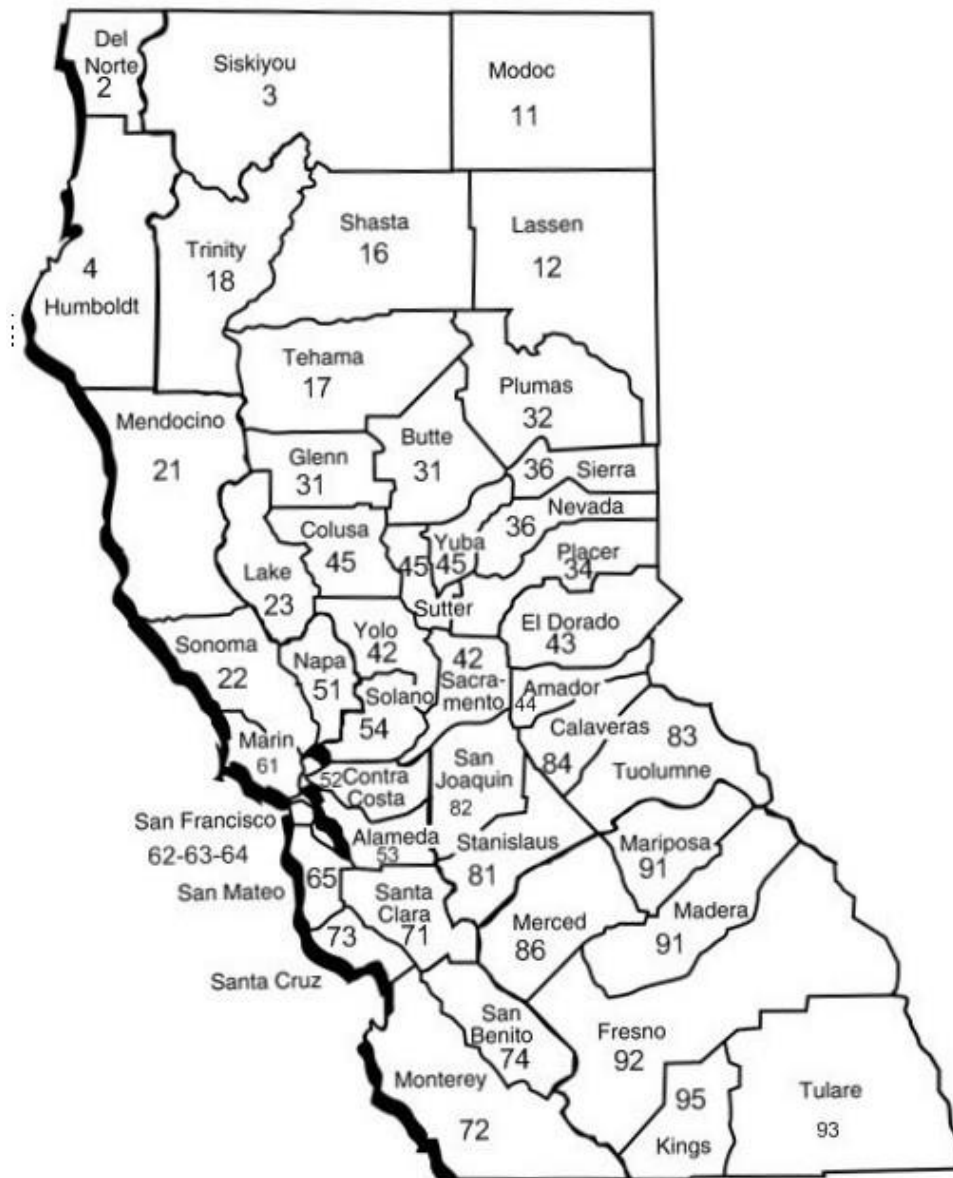 Del
Norte
2
Siskiyou
3
Modoc
11
4
Humboldt
Trinity
18
Shasta
16
Lassen
12
Tehama
17
Plumas
32
Mendocino
21
Glenn
31
Butte
31
36 Sierra
Nevada
36
Colusa
45
45
Sutter
Yuba
45
Placer
34
Lake
23
El Dorado
43
Sonoma
22
Napa
51
Yolo
42
Solano
54
42
Sacra-
mento
Amador
44
Calaveras
84
83
Tuolumne
Marin
61
52 Contra
Costa
San
Joaquin
82
San Francisco
62-63-64
Alameda
53
Stanislaus
81
Mariposa
91
San Mateo
65
Santa
Clara
71
Merced
86
Madera
91
73
Santa Cruz
San
Benito
74
Fresno
92
Monterey
72
95
Kings
Tulare
93